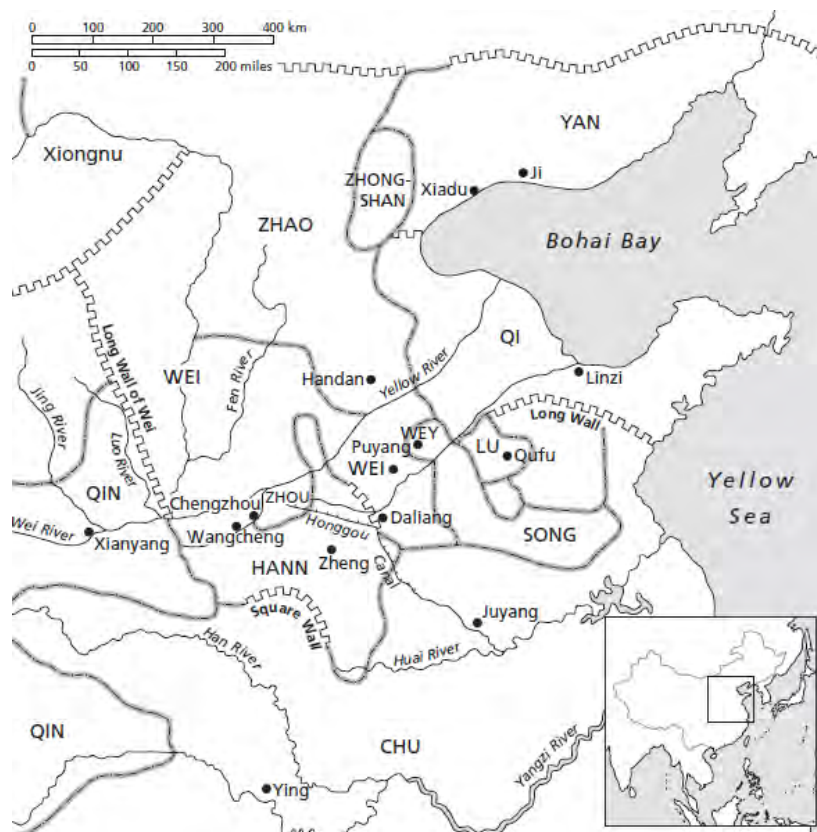 0 100 200 300 400 km
0 50 100 150 200 miles
YAN
Xiongnu
Ji
ZHONG-
SHAN
Xiadu
ZHAO
Bohai Bay
Long Wall of Wei
QI
WEI
Fen River
Handan
Yellow River
Linzi
Jing River
Luo River
Long Wall
WEY
Puyang
LU
Qufu
WEI
Yellow
Sea
QIN
Chengzhou
ZHOU
Wei River
Wangcheng
Honggou
Canal
Daliang
SONG
Xianyang
Zheng
HANN
Square Wall
Juyang
Han River
Huai River
QIN
CHU
Yangzi River
Ying